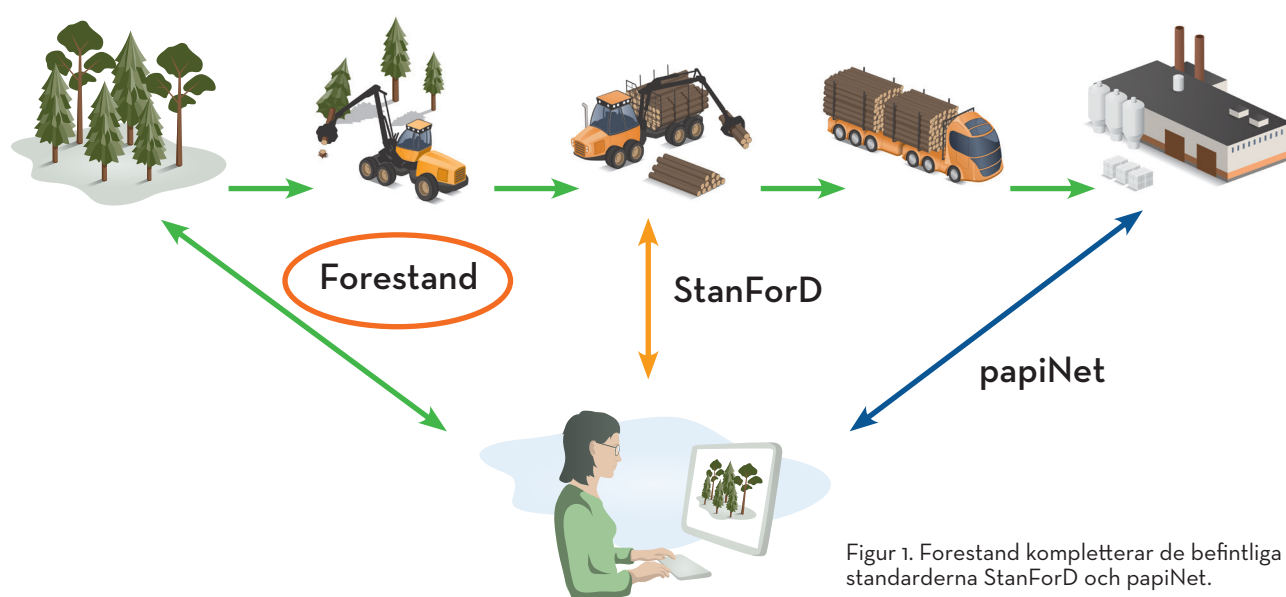 Forestand
StanForD
papiNet
Figur 1. Forestand kompletterar de befintliga
standarderna StanForD och papiNet.